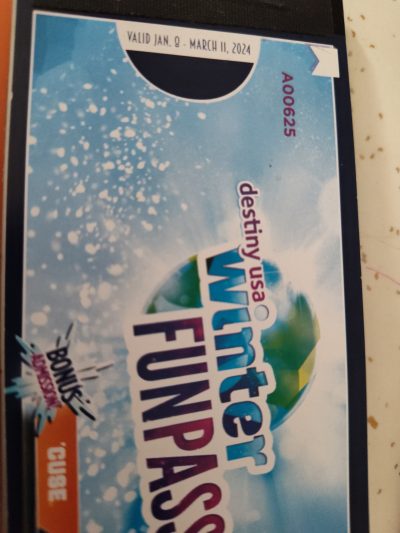 VALID JAN. 8 - MARCH 11, 2024
A00625
destiny usa
Winter
FUNPASS
BONUS
ADMISSION
'CUSE